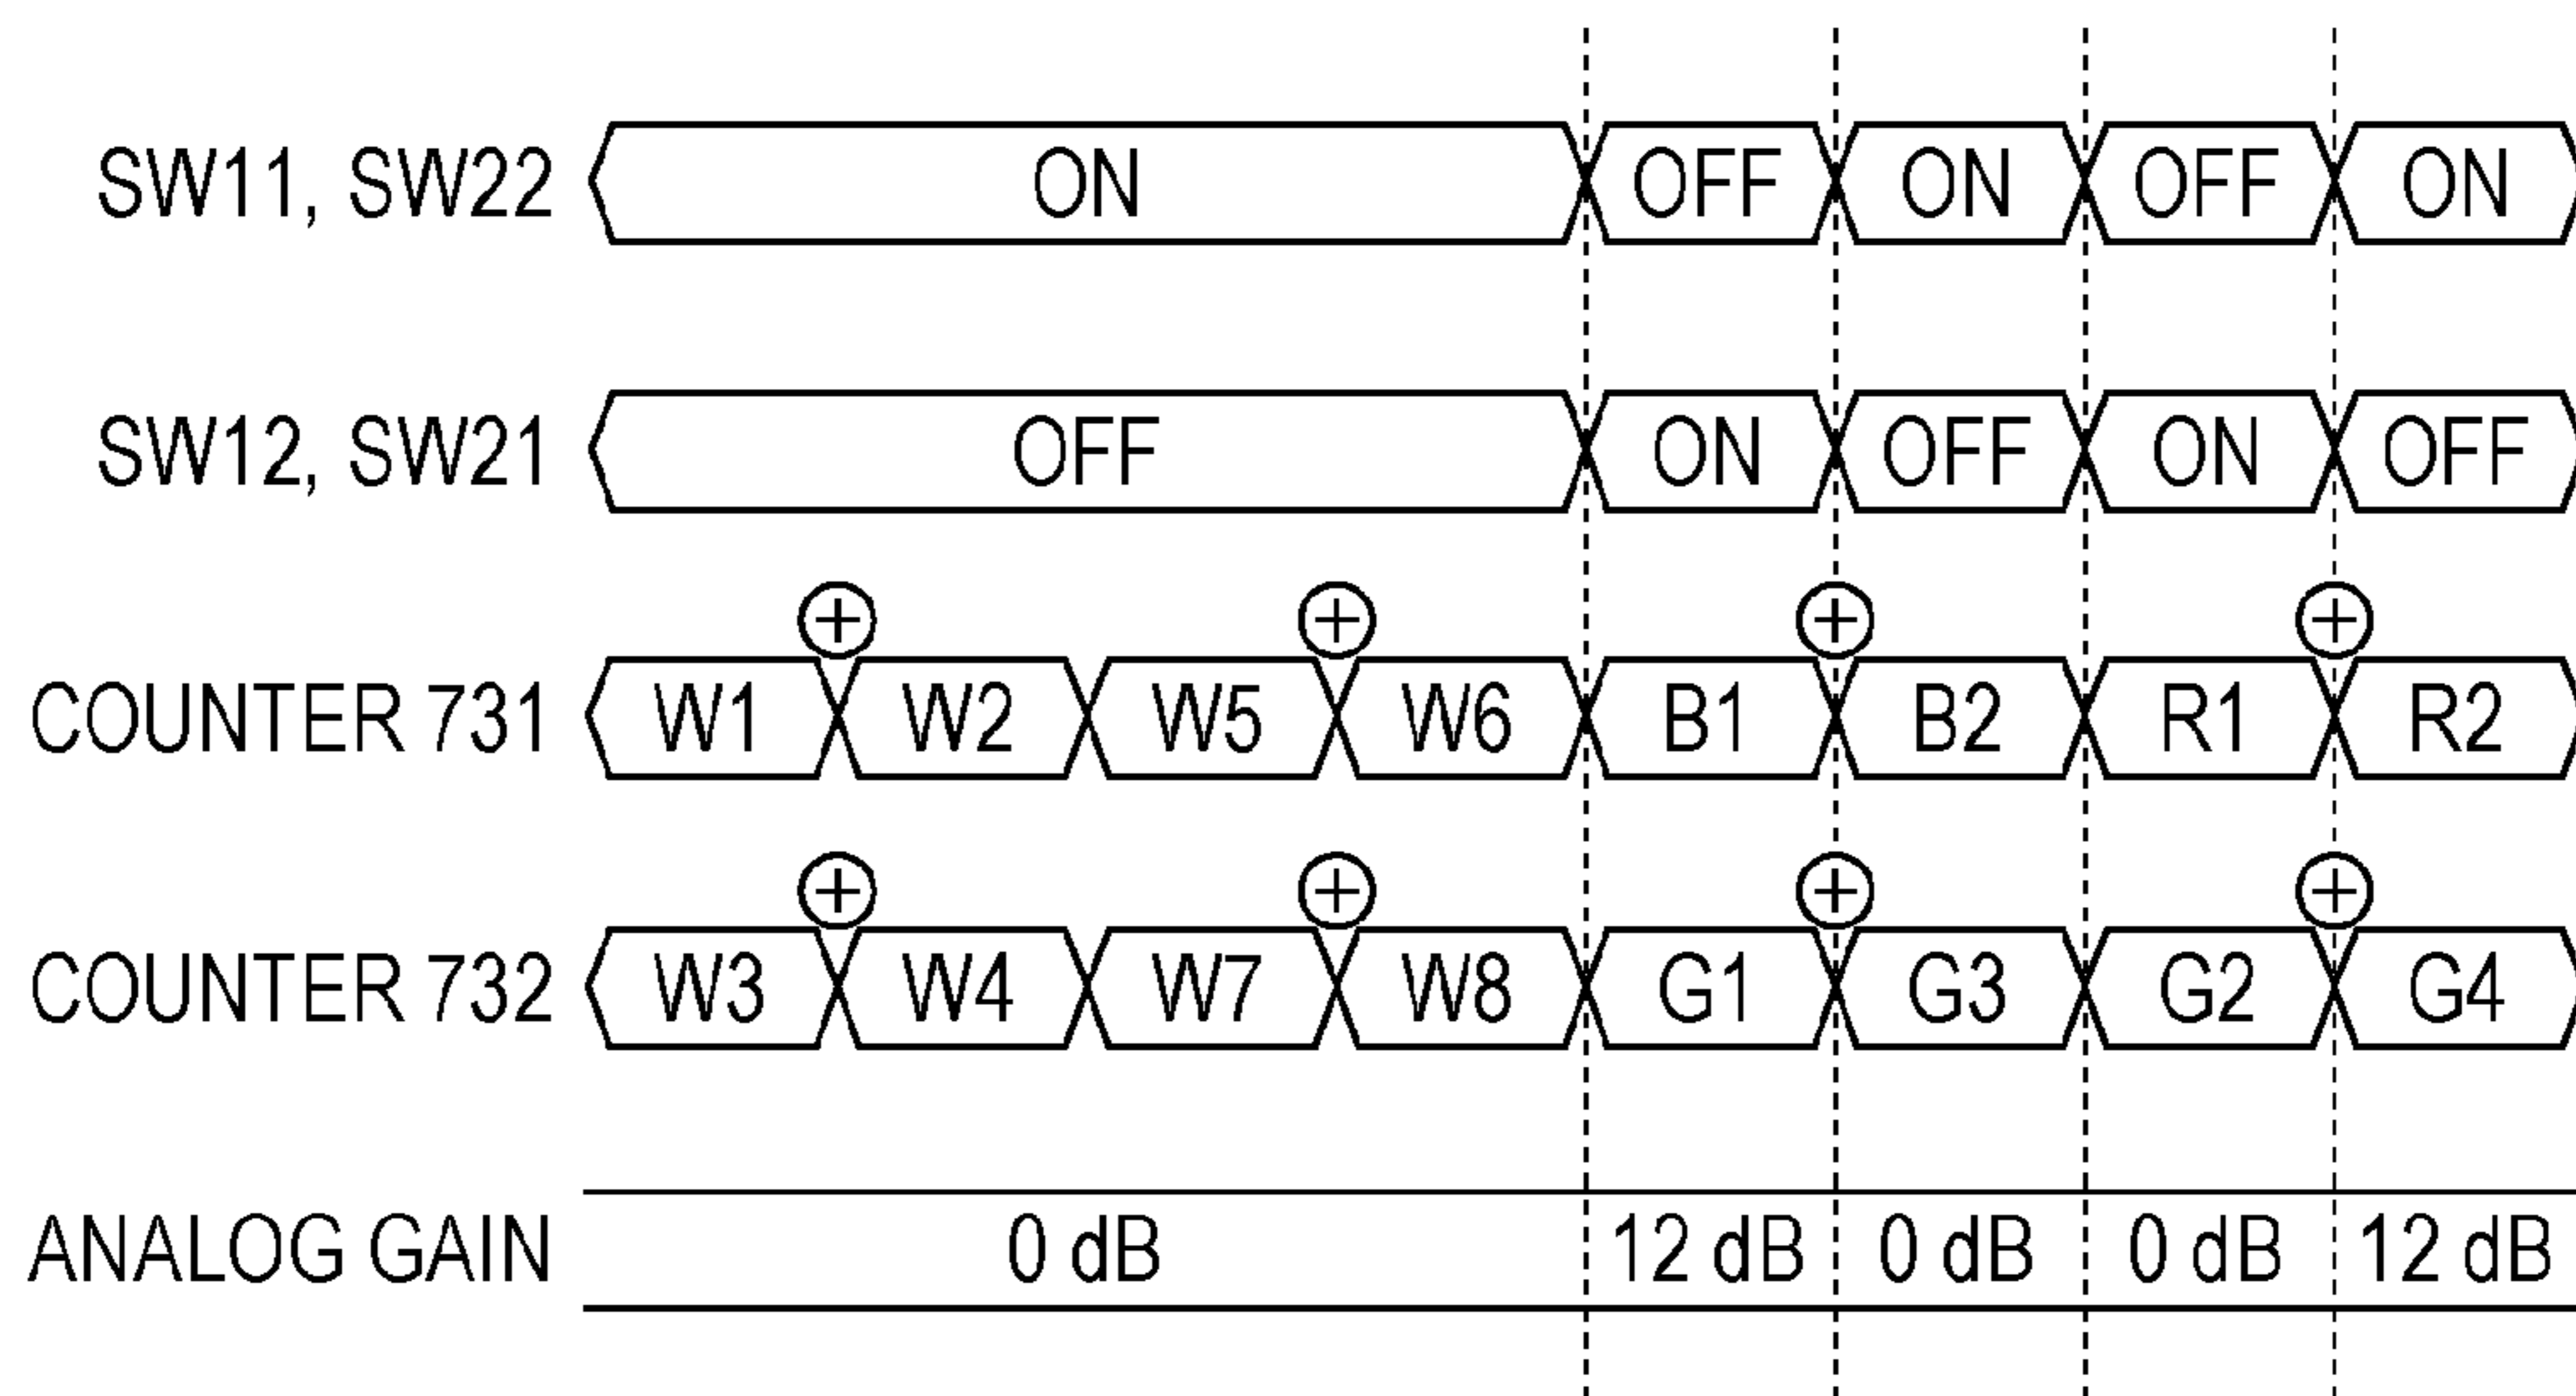 SW11, SW22 ON OFF ON OFF ON
SW12, SW21 OFF ON OFF ON OFF
+ + + +
COUNTER 731 W1 W2 W5 W6 B1 B2 R1 R2
+ + + +
COUNTER 732 W3 W4 W7 W8 G1 G3 G2 G4
ANALOG GAIN 0 dB 12 dB 0 dB 0 dB 12 dB